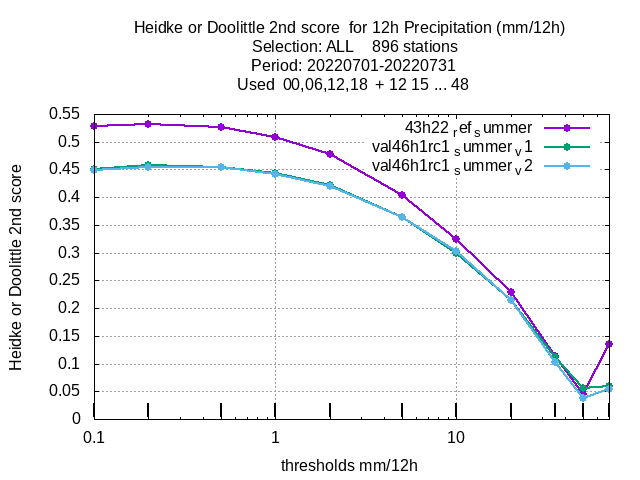 Heidke or Doolittle 2nd score  for 12h Precipitation (mm/12h)
Selection: ALL    896 stations
Period: 20220701-20220731
Used  00,06,12,18  + 12 15 ... 48
43h22 ref summer
val46h1rc1 summer v1
val46h1rc1 summer v2
Heidke or Doolittle 2nd score
0.55
0.5
0.45
0.4
0.35
0.3
0.25
0.2
0.15
0.1
0.05
0
0.1 1 10
thresholds mm/12h